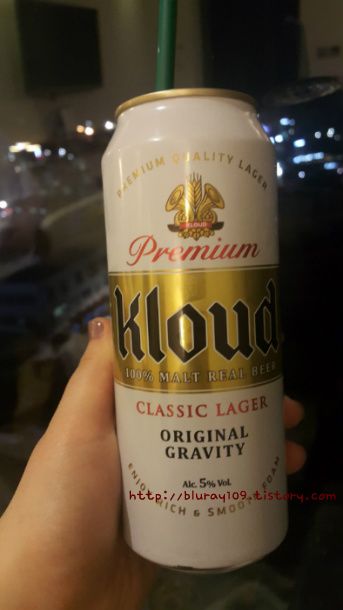 PREMIUM QUALITY LAGER
KLOUD
Premium
Kloud
100% MALT REAL BEER
CLASSIC LAGER
ORIGINAL
GRAVITY
Alc. 5% Vol.
http://bluray109.tistory.com
ENJOY RICH & SMOOTH FOAM